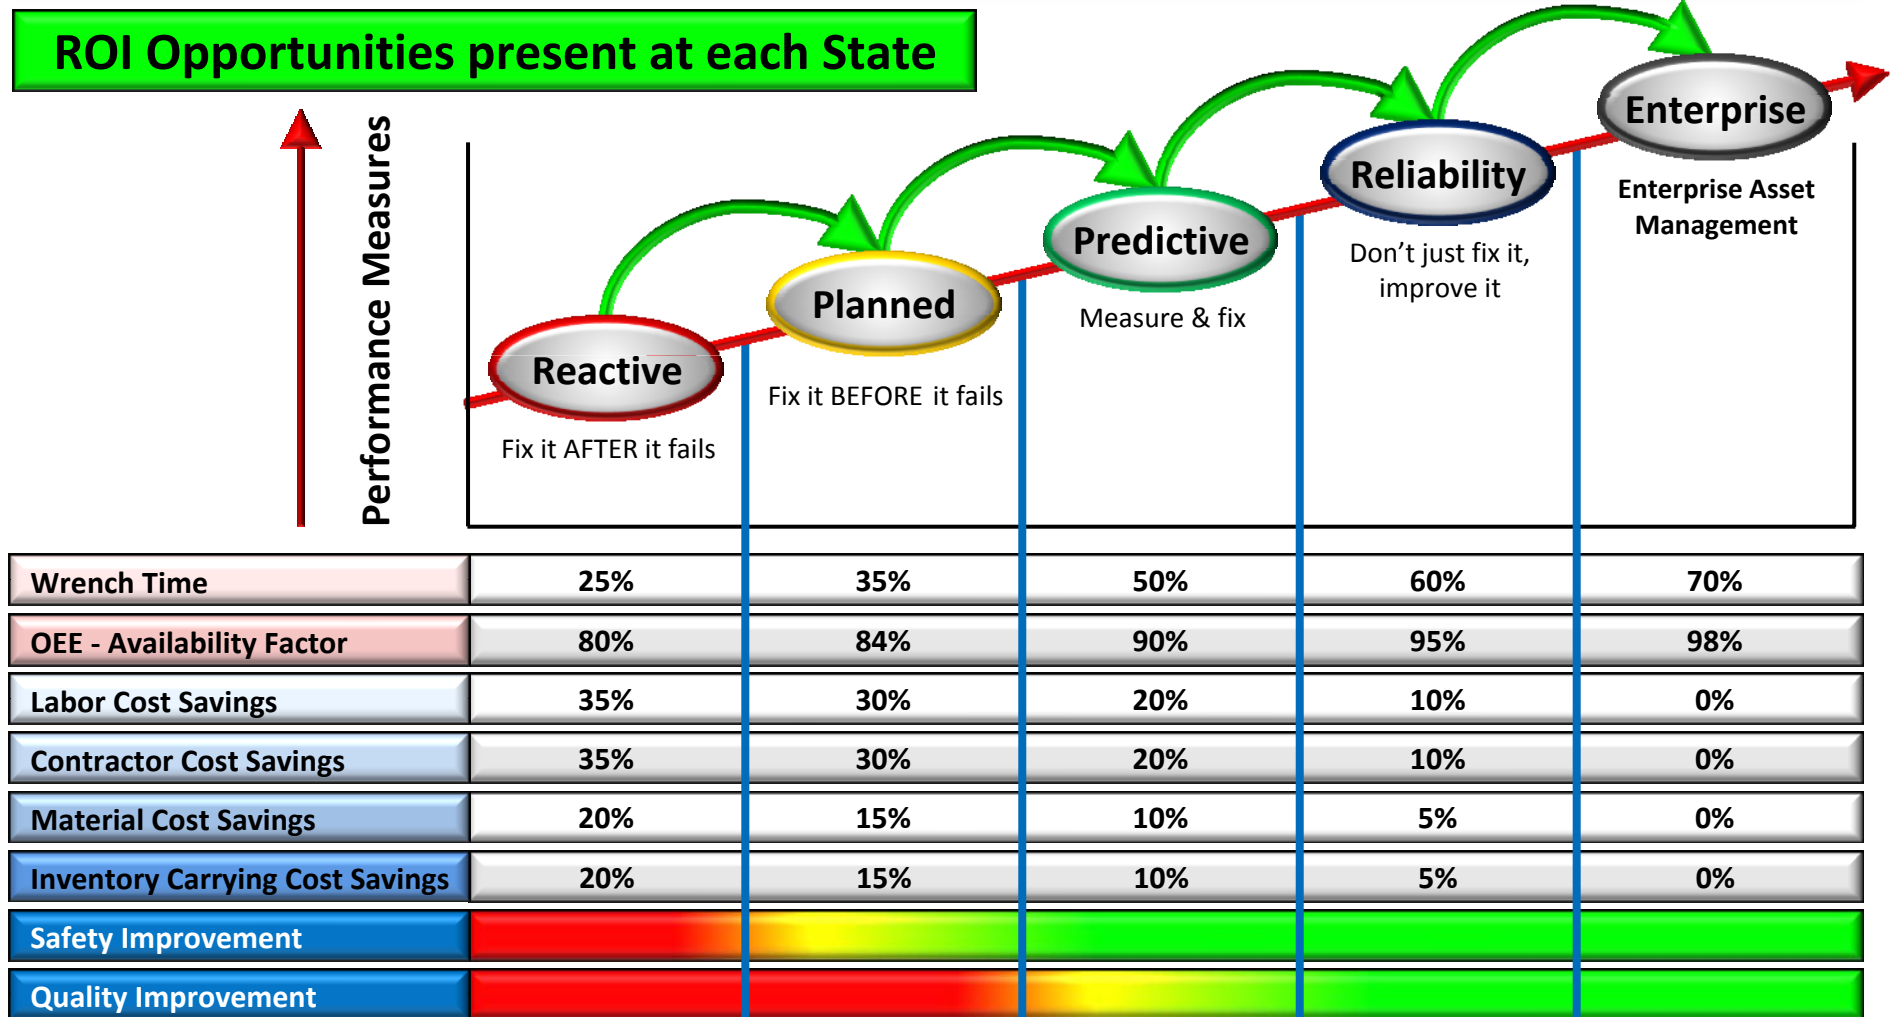 ROI Opportunities present at each State
Performance Measures
Reactive
Fix it AFTER it fails
Planned
Fix it BEFORE it fails
Predictive
Measure & fix
Reliability
Don’t just fix it,
improve it
Enterprise
Enterprise Asset
Management
Wrench Time 25% 35% 50% 60% 70%
OEE - Availability Factor 80% 84% 90% 95% 98%
Labor Cost Savings 35% 30% 20% 10% 0%
Contractor Cost Savings 35% 30% 20% 10% 0%
Material Cost Savings 20% 15% 10% 5% 0%
Inventory Carrying Cost Savings 20% 15% 10% 5% 0%
Safety Improvement
Quality Improvement